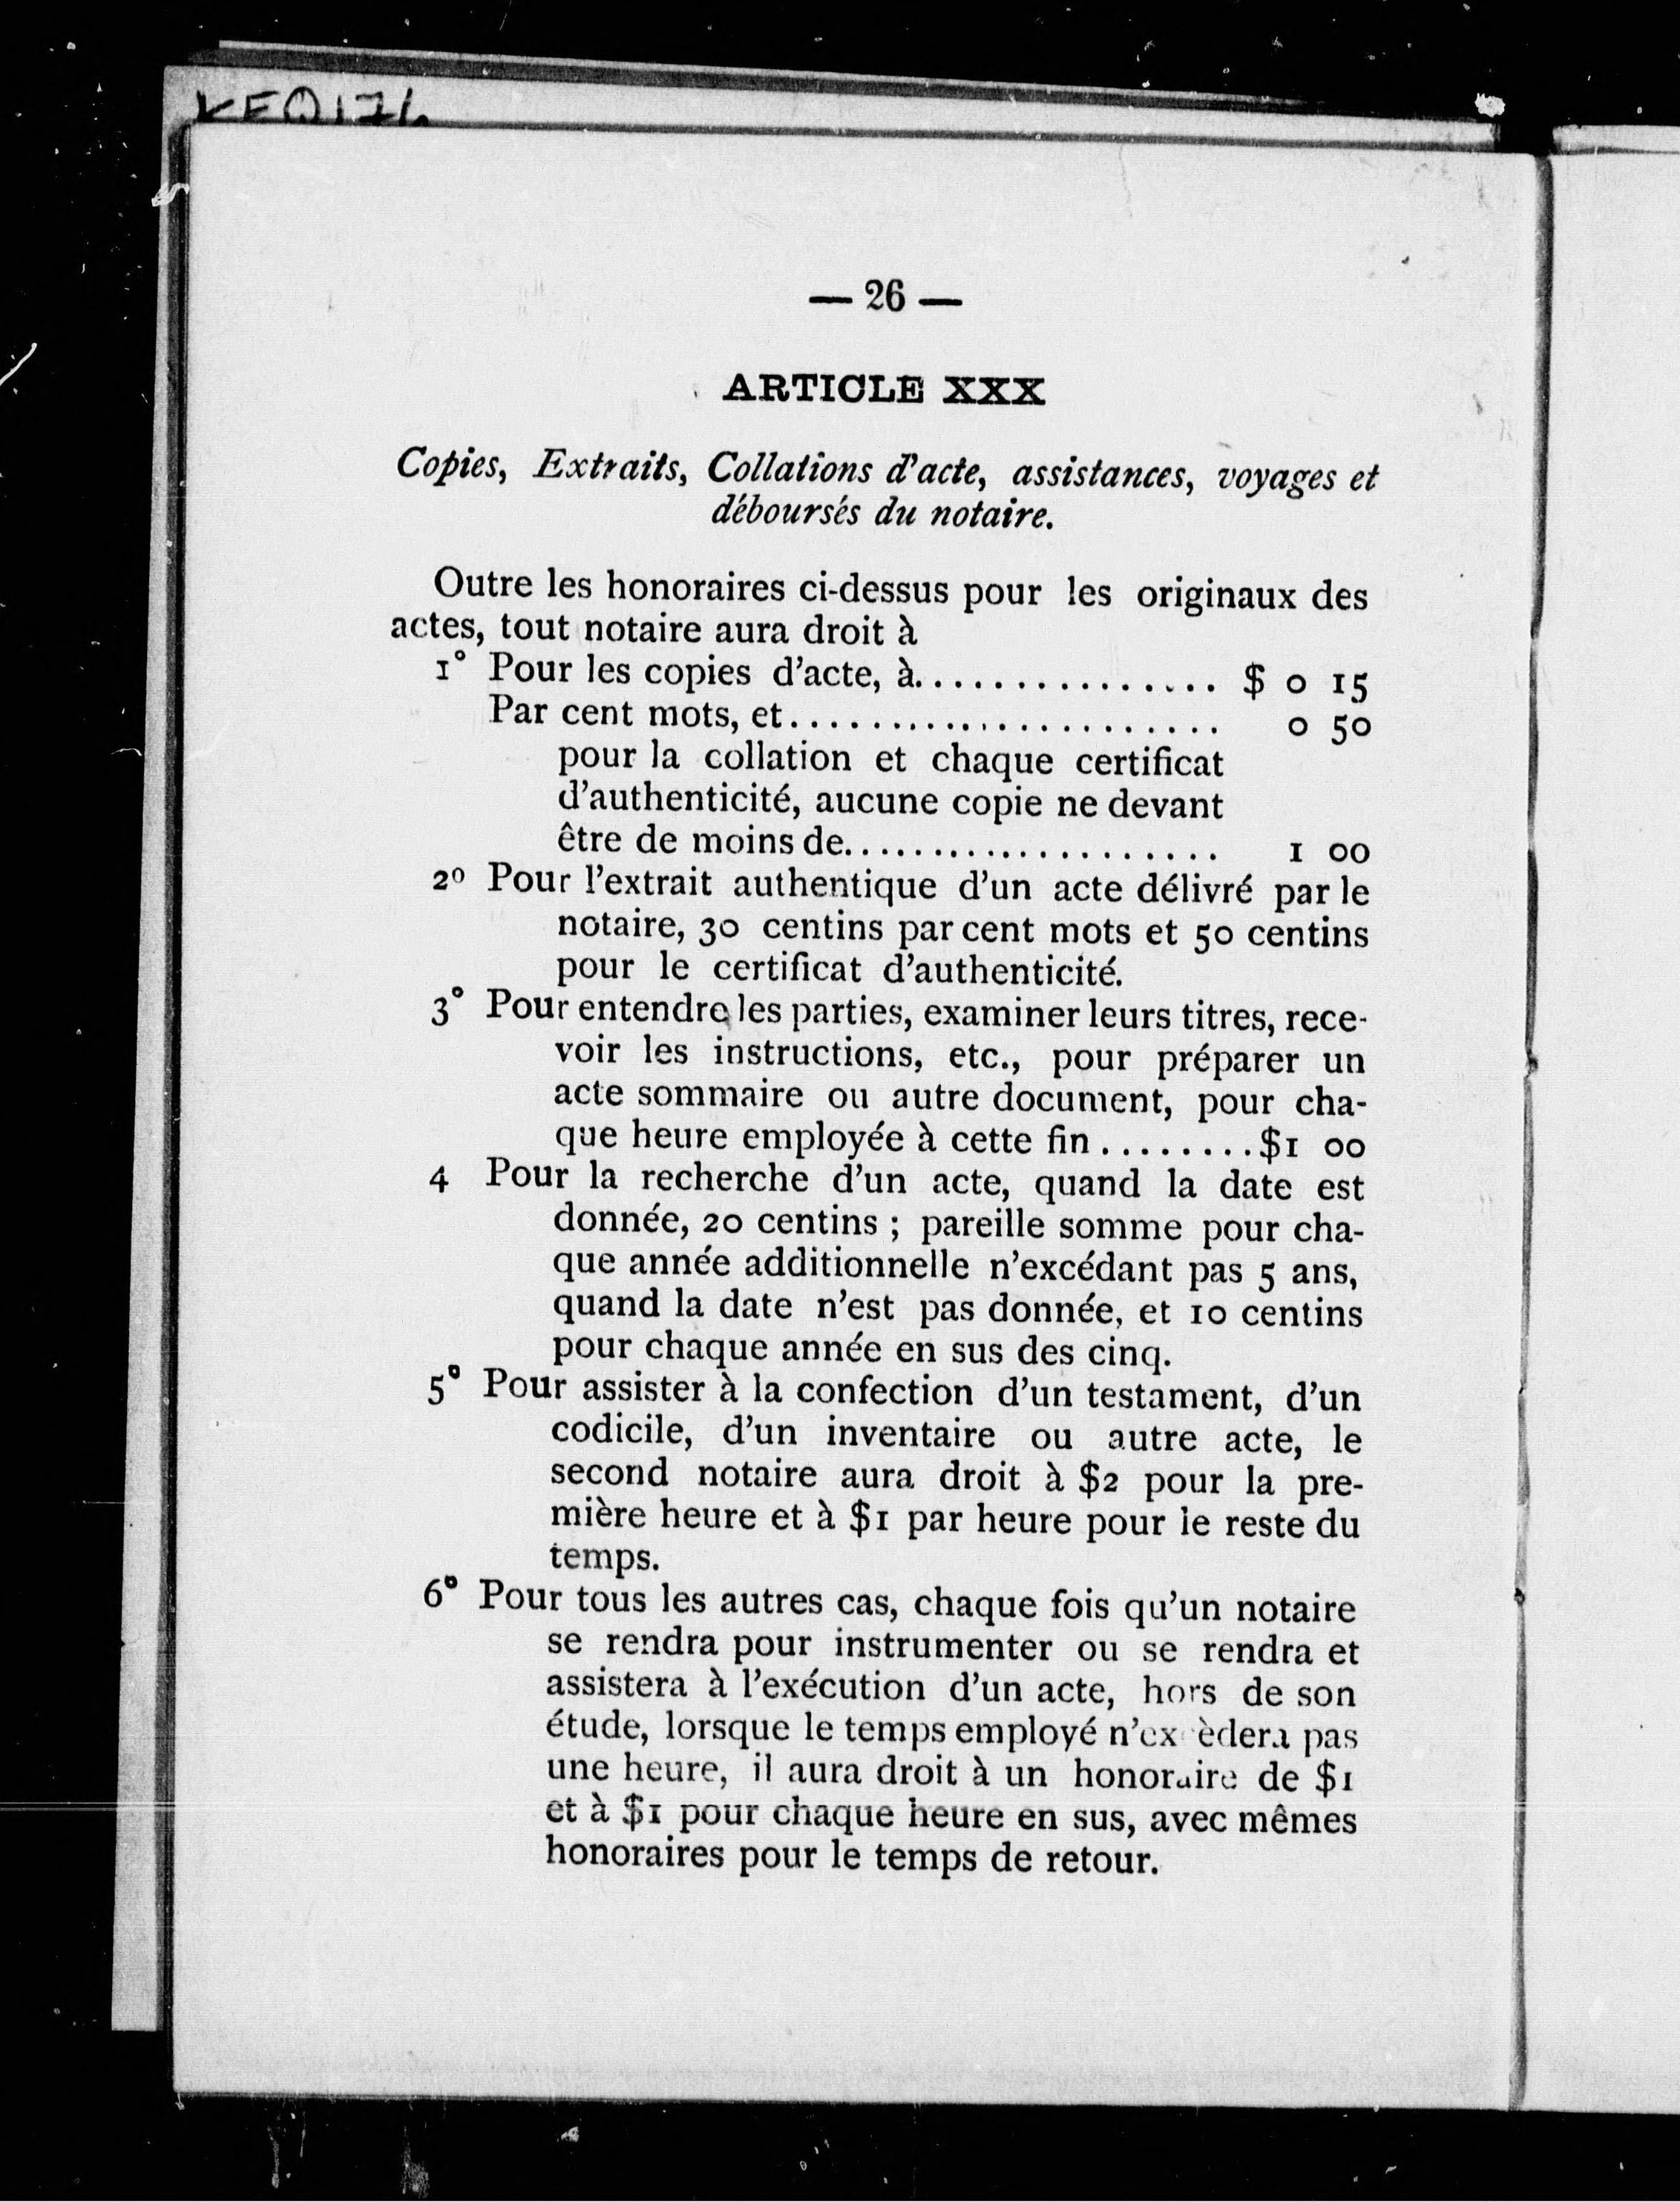 — 26 —
ARTICLE XXX
Copies, Extraits, Collations d'acte, assistances, voyages et
déboursés du notaire.
Outre les honoraires ci-dessus pour les originaux des
actes, tout notaire aura droit à
1° Pour les copies d'acte, à................ $ 0 15
Par cent mots, et........................ 0 50
pour la collation et chaque certificat
d'authenticité, aucune copie ne devant
être de moins de..................... 1 00
2º Pour l'extrait authentique d'un acte délivré par le
notaire, 30 centins par cent mots et 50 centins
pour le certificat d'authenticité.
3° Pour entendre les parties, examiner leurs titres, rece-
voir les instructions, etc., pour préparer un
acte sommaire ou autre document, pour cha-
que heure employée à cette fin ........$1 00
4 Pour la recherche d'un acte, quand la date est
donnée, 20 centins ; pareille somme pour cha-
que année additionnelle n'excédant pas 5 ans,
quand la date n'est pas donnée, et 10 centins
pour chaque année en sus des cinq.
5° Pour assister à la confection d'un testament, d'un
codicile, d'un inventaire ou autre acte, le
second notaire aura droit à $2 pour la pre-
mière heure et à $1 par heure pour le reste du
temps.
6° Pour tous les autres cas, chaque fois qu'un notaire
se rendra pour instrumenter ou se rendra et
assistera à l'exécution d'un acte, hors de son
étude, lorsque le temps employé n'excèdera pas
une heure, il aura droit à un honoraire de $1
et à $1 pour chaque heure en sus, avec mêmes
honoraires pour le temps de retour.